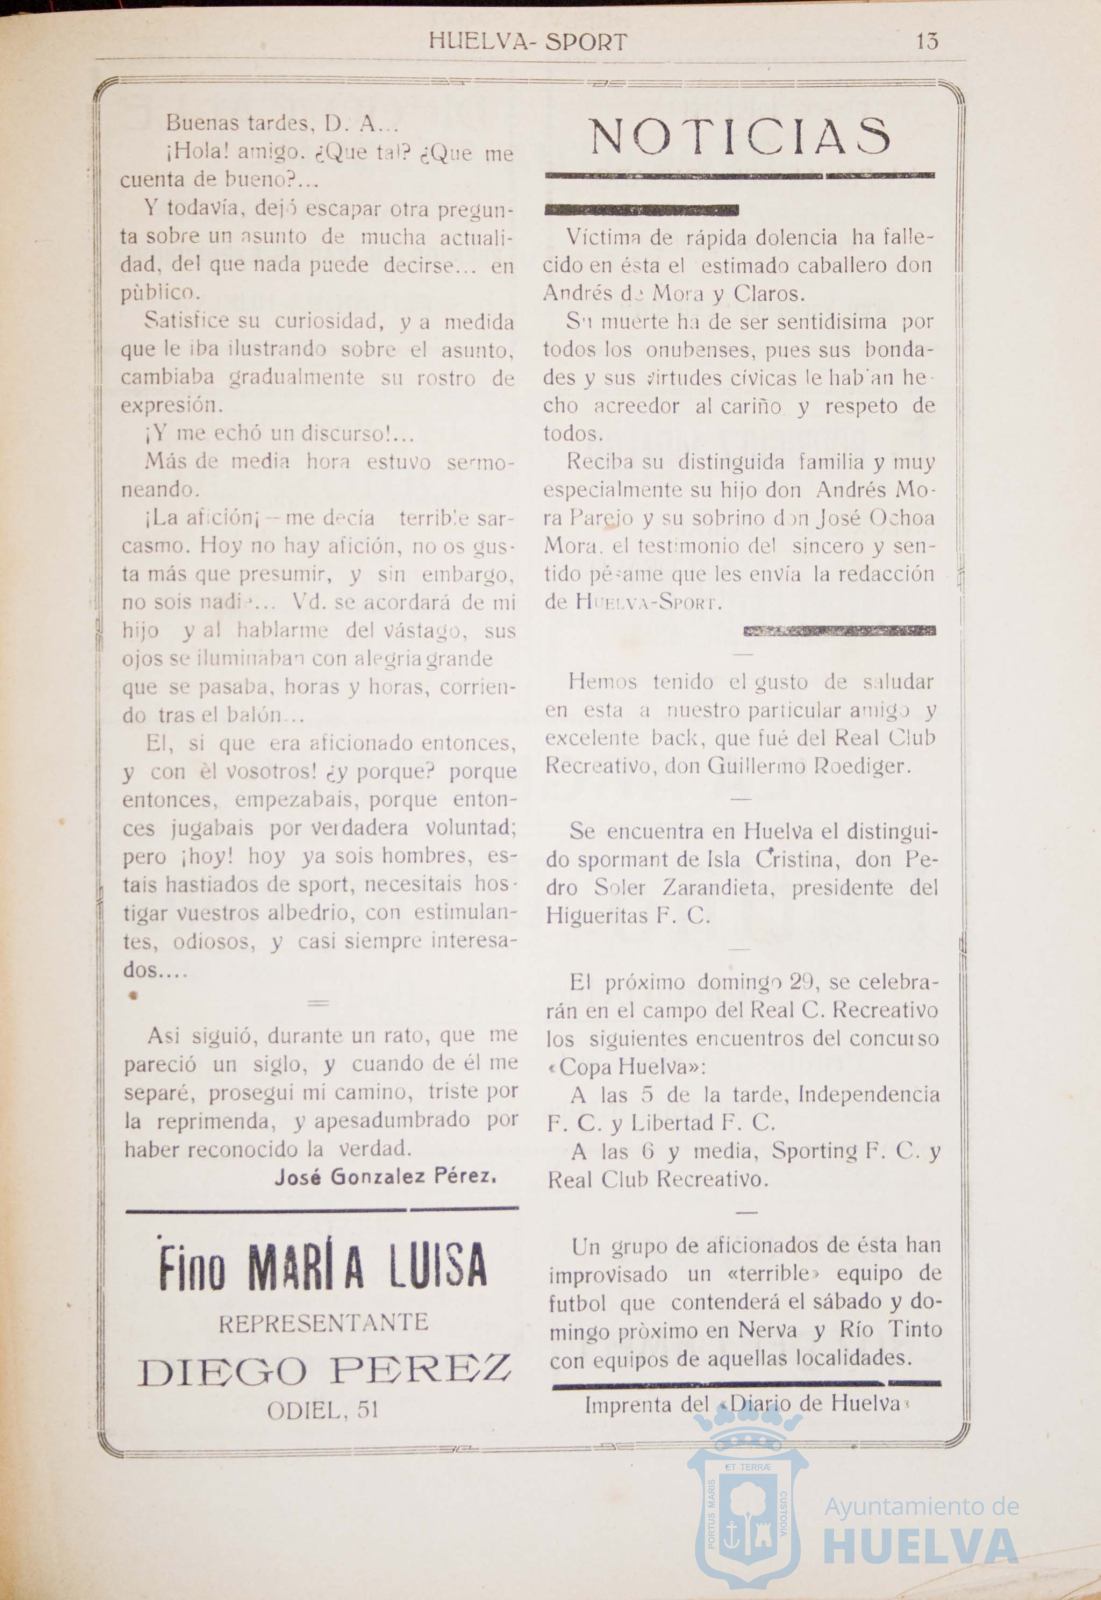 HUELVA- SPORT
13
Buenas tardes, D. A...
¡Hola! amigo. ¿Que tal? ¿Que me
cuenta de bueno?...
Y todavía, dejó escapar otra pregun-
ta sobre un asunto de mucha actuali-
dad, del que nada puede decirse... en
pùblico.
Satisfice su curiosidad, y a medida
que le iba ilustrando sobre el asunto,
cambiaba gradualmente su rostro de
expresión.
¡Y me echó un discurso!...
Más de media hora estuvo sermo-
neando.
¡La afición¡ — me decía terrible sar-
casmo. Hoy no hay afición, no os gus-
ta más que presumir, y sin embargo,
no sois nadie... Vd. se acordará de mi
hijo y al hablarme del vástago, sus
ojos se iluminaban con alegria grande
que se pasaba, horas y horas, corrien-
do tras el balón...
El, si que era aficionado entonces,
y con èl vosotros! ¿y porque? porque
entonces, empezabais, porque enton-
ces jugabais por verdadera voluntad;
pero ¡hoy! hoy ya sois hombres, es-
tais hastiados de sport, necesitais hos-
tigar vuestros albedrio, con estimulan-
tes, odiosos, y casi siempre interesa-
dos....
Asi siguió, durante un rato, que me
pareció un siglo, y cuando de él me
separé, prosegui mi camino, triste por
la reprimenda, y apesadumbrado por
haber reconocido la verdad.
José Gonzalez Pérez.
Fino MARÍA LUISA
REPRESENTANTE
DIEGO PEREZ
ODIEL, 51
NOTICIAS
Víctima de rápida dolencia ha falle-
cido en ésta el estimado caballero don
Andrés de Mora y Claros.
Su muerte ha de ser sentidisima por
todos los onubenses, pues sus bonda-
des y sus virtudes cívicas le habían he-
cho acreedor al cariño y respeto de
todos.
Reciba su distinguida familia y muy
especialmente su hijo don Andrés Mo-
ra Parejo y su sobrino don José Ochoa
Mora, el testimonio del sincero y sen-
tido pésame que les envía la redacción
de HUELVA-SPORT.
Hemos tenido el gusto de saludar
en esta a nuestro particular amigo y
excelente back, que fué del Real Club
Recreativo, don Guillermo Roediger.
Se encuentra en Huelva el distingui-
do spormant de Isla Cristina, don Pe-
dro Soler Zarandieta, presidente del
Higueritas F. C.
El próximo domingo 29, se celebra-
rán en el campo del Real C. Recreativo
los siguientes encuentros del concurso
«Copa Huelva»:
A las 5 de la tarde, Independencia
F. C. y Libertad F. C.
A las 6 y media, Sporting F. C. y
Real Club Recreativo.
Un grupo de aficionados de ésta han
improvisado un «terrible» equipo de
futbol que contenderá el sábado y do-
mingo pròximo en Nerva y Río Tinto
con equipos de aquellas localidades.
Imprenta del «Diario de Huelva»
ET TERRÆ
PORTUS MARIS
CUSTODIA
Ayuntamiento de
HUELVA